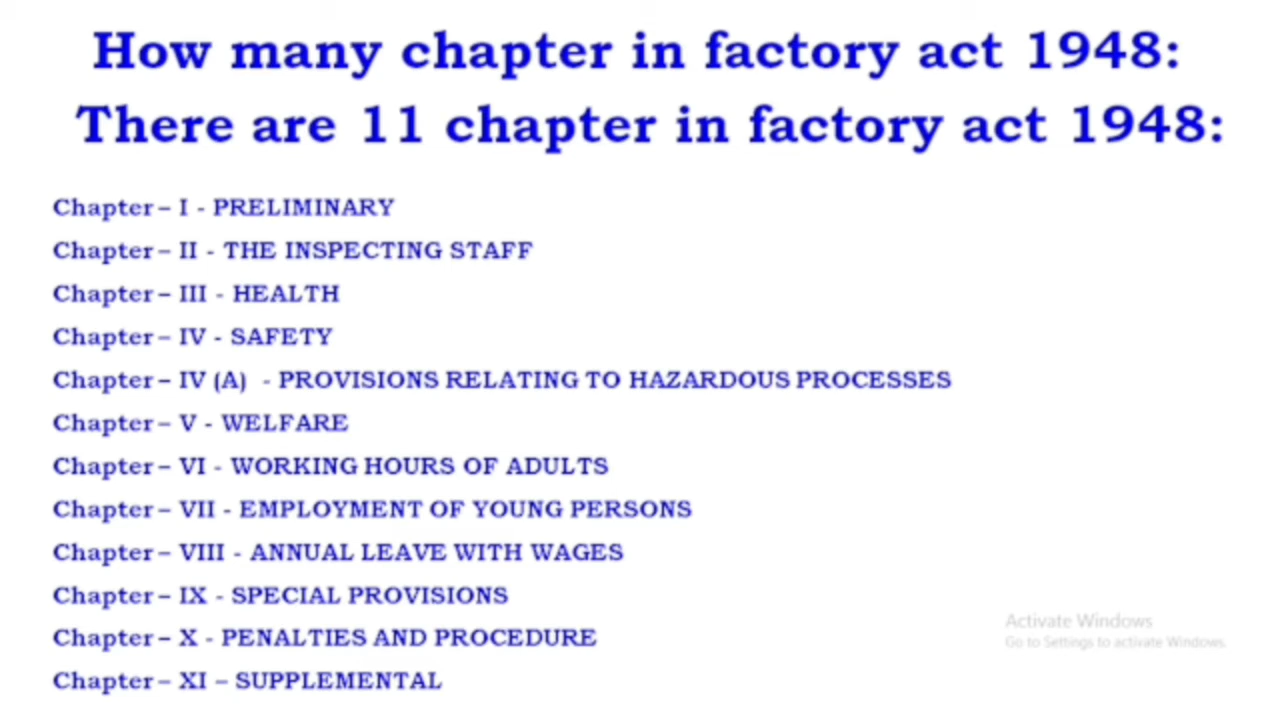 How many chapter in factory act 1948:
There are 11 chapter in factory act 1948:
Chapter – I - PRELIMINARY
Chapter – II - THE INSPECTING STAFF
Chapter – III - HEALTH
Chapter – IV - SAFETY
Chapter – IV (A) - PROVISIONS RELATING TO HAZARDOUS PROCESSES
Chapter – V - WELFARE
Chapter – VI - WORKING HOURS OF ADULTS
Chapter – VII - EMPLOYMENT OF YOUNG PERSONS
Chapter – VIII - ANNUAL LEAVE WITH WAGES
Chapter – IX - SPECIAL PROVISIONS
Chapter – X - PENALTIES AND PROCEDURE
Chapter – XI – SUPPLEMENTAL
Activate Windows
Go to Settings to activate Windows.